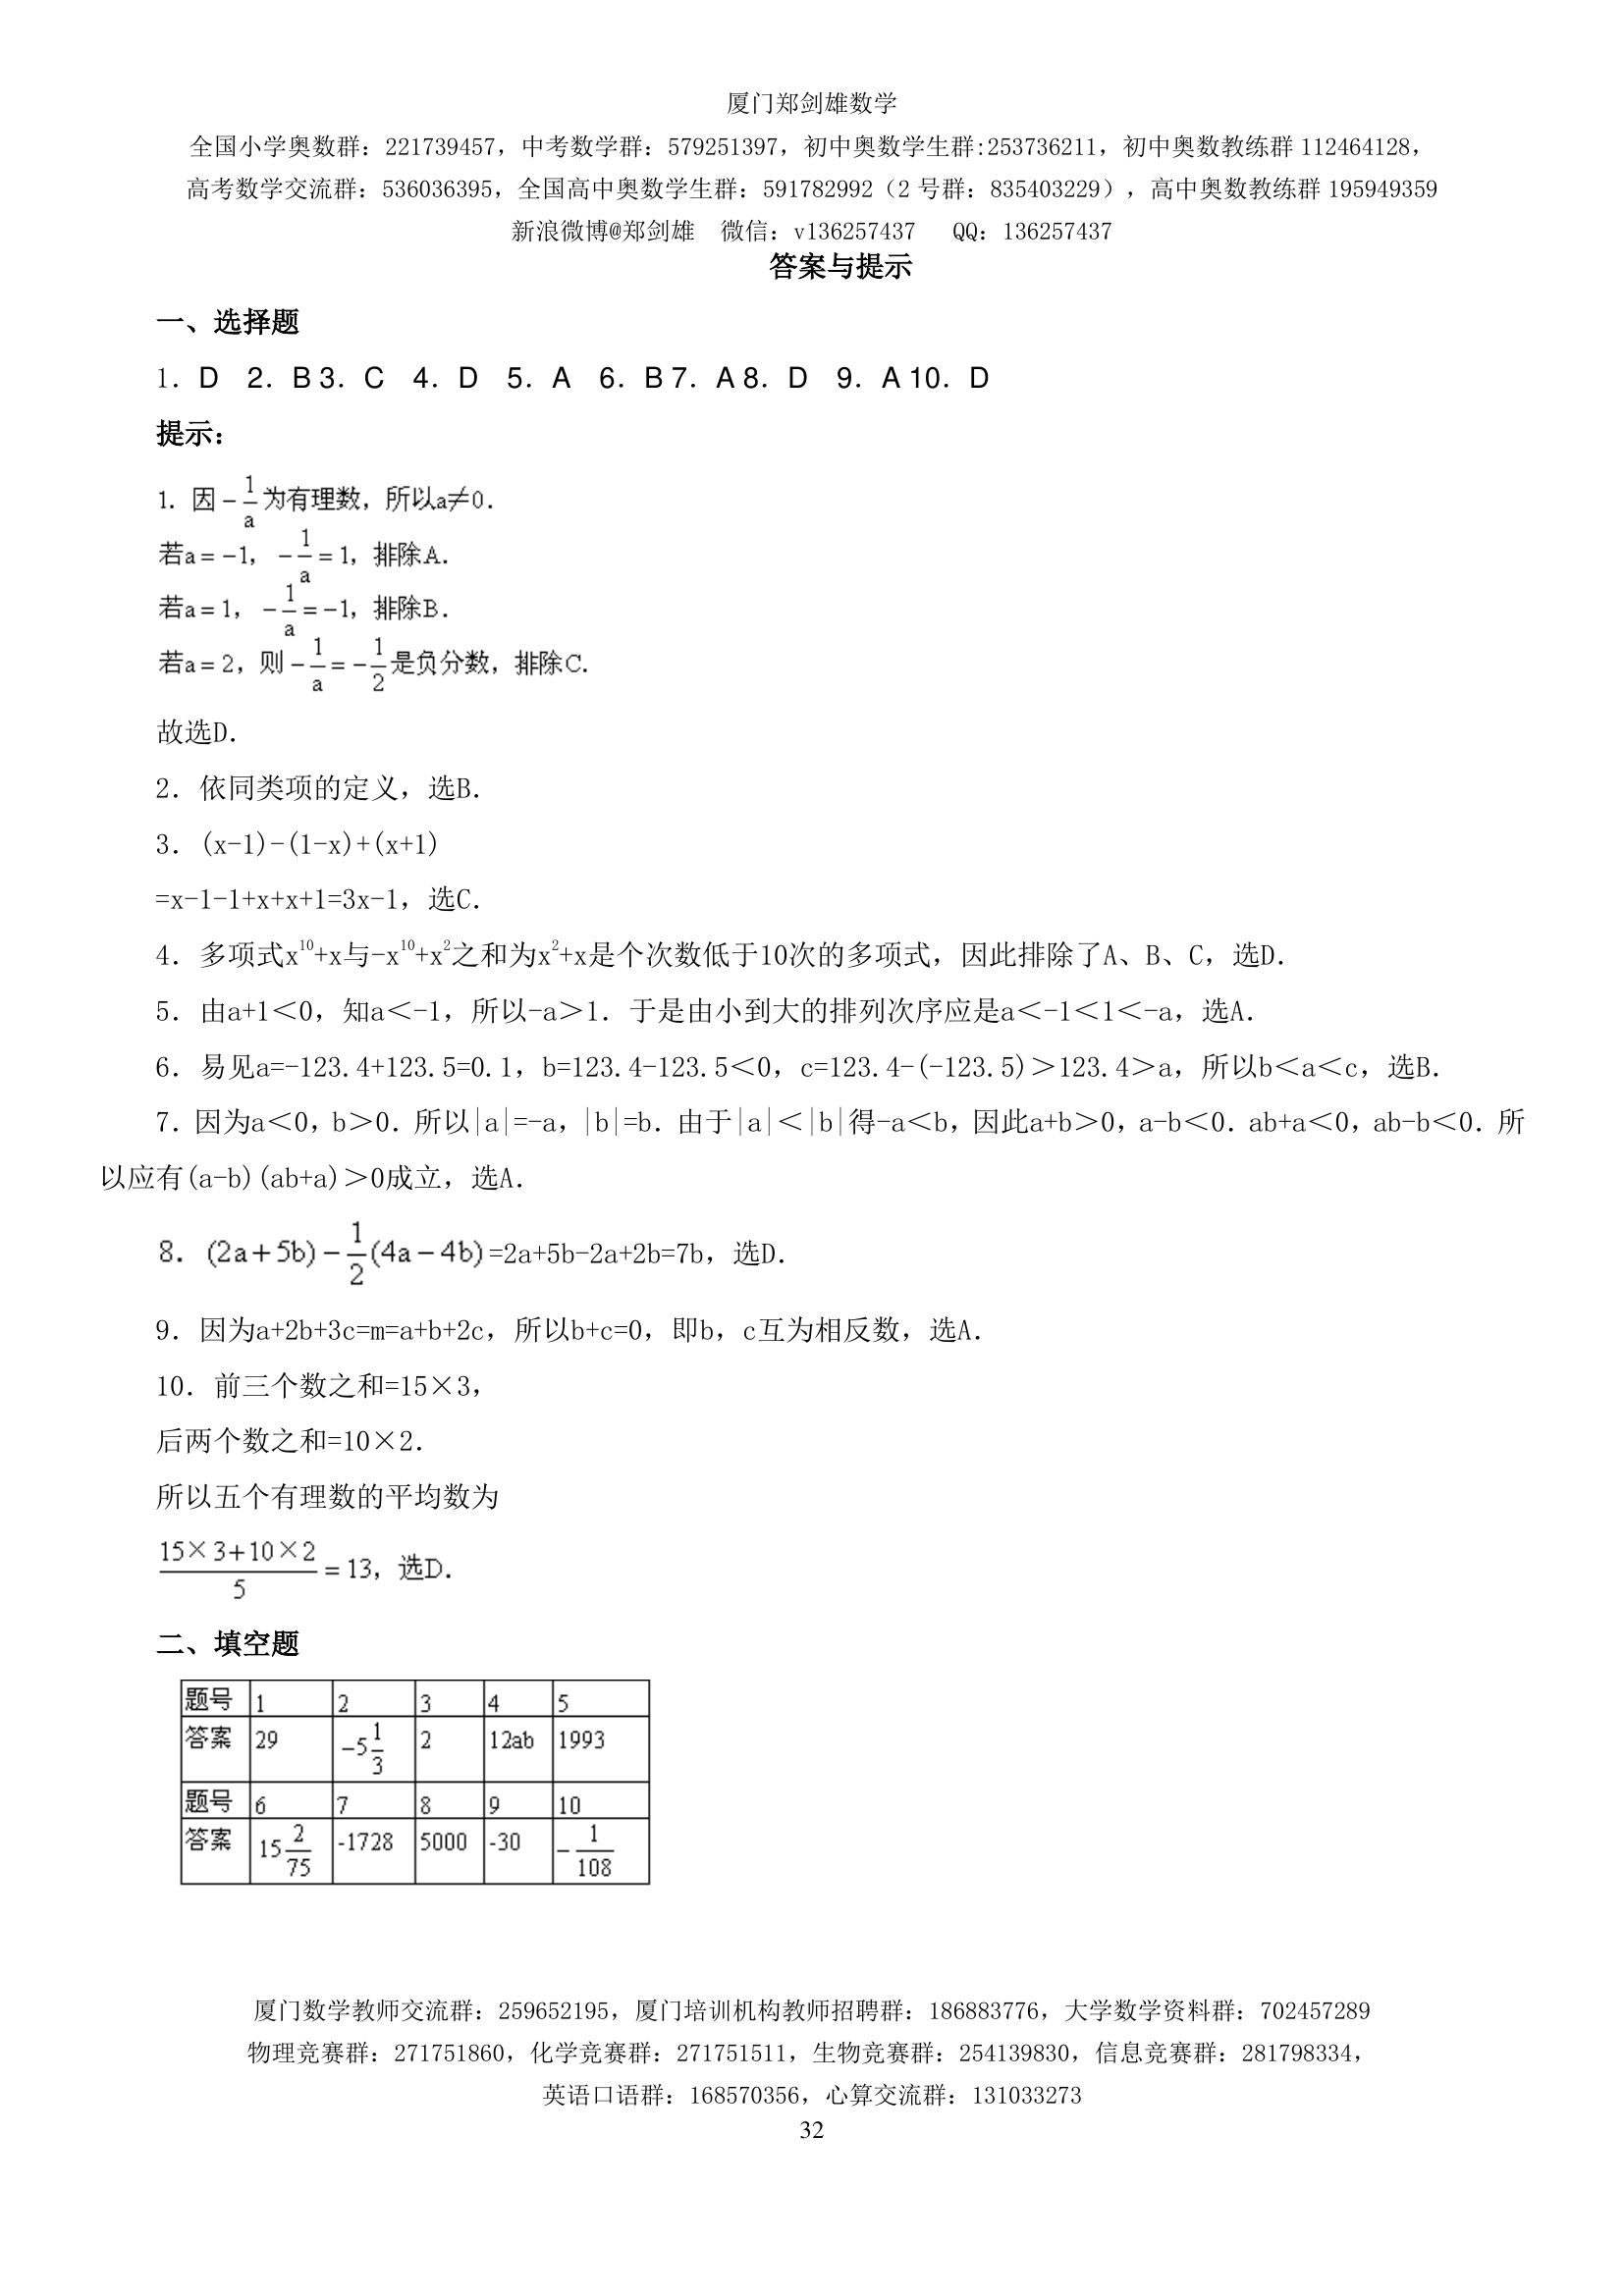 厦门郑剑雄数学
全国小学奥数群：221739457，中考数学群：579251397，初中奥数学生群:253736211，初中奥数教练群 112464128，
高考数学交流群：536036395，全国高中奥数学生群：591782992（2 号群：835403229），高中奥数教练群 195949359
新浪微博@郑剑雄 微信：v136257437 QQ：136257437
答案与提示
一、选择题
1．D 2．B 3．C 4．D 5．A 6．B 7．A 8．D 9．A 10．D
提示：
1. 因-1/a为有理数，所以a≠0．
若a=-1，-1/a=1，排除A．
若a=1，-1/a=-1，排除B．
若a=2，则-1/a=-1/2是负分数，排除C．
故选D．
2．依同类项的定义，选B．
3．(x-1)-(1-x)+(x+1)
=x-1-1+x+x+1=3x-1，选C．
4．多项式x^10+x与-x^10+x^2之和为x^2+x是个次数低于10次的多项式，因此排除了A、B、C，选D．
5．由a+1＜0，知a＜-1，所以-a＞1．于是由小到大的排列次序应是a＜-1＜1＜-a，选A．
6．易见a=-123.4+123.5=0.1，b=123.4-123.5＜0，c=123.4-(-123.5)＞123.4＞a，所以b＜a＜c，选B．
7．因为a＜0，b＞0．所以|a|=-a，|b|=b．由于|a|＜|b|得-a＜b，因此a+b＞0，a-b＜0．ab+a＜0，ab-b＜0．所
以应有(a-b)(ab+a)＞0成立，选A．
8．(2a+5b)-1/2(4a-4b)=2a+5b-2a+2b=7b，选D．
9．因为a+2b+3c=m=a+b+2c，所以b+c=0，即b，c互为相反数，选A．
10．前三个数之和=15×3，
后两个数之和=10×2．
所以五个有理数的平均数为
(15×3+10×2)/5=13，选D．
二、填空题
题号 1 2 3 4 5
答案 29 -5 1/3 2 12ab 1993
题号 6 7 8 9 10
答案 15 2/75 -1728 5000 -30 -1/108
厦门数学教师交流群：259652195，厦门培训机构教师招聘群：186883776，大学数学资料群：702457289
物理竞赛群：271751860，化学竞赛群：271751511，生物竞赛群：254139830，信息竞赛群：281798334，
英语口语群：168570356，心算交流群：131033273
32